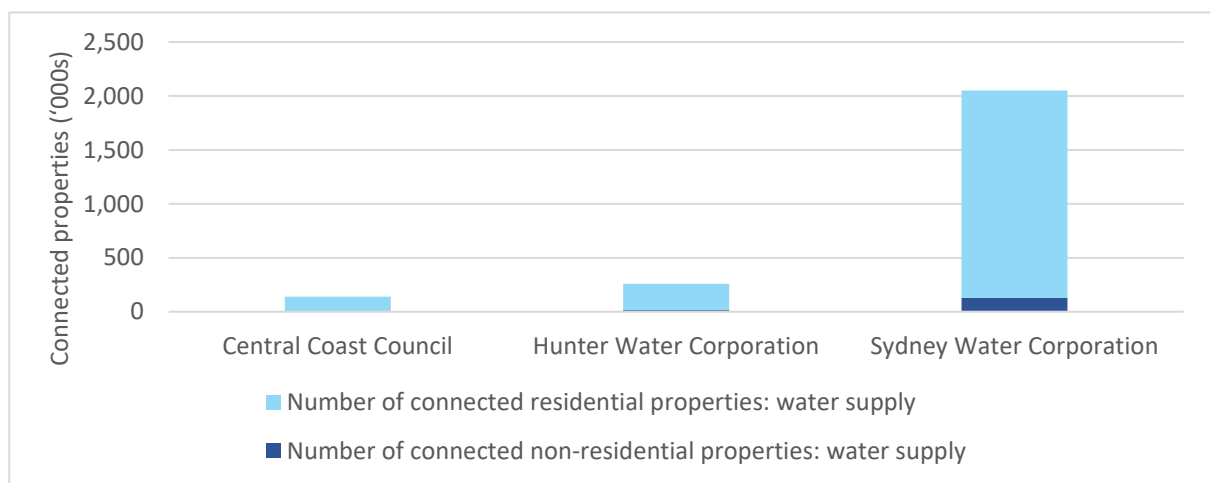 Connected properties (‘000s)
2,500
2,000
1,500
1,000
500
0
Central Coast Council
Hunter Water Corporation
Sydney Water Corporation
Number of connected residential properties: water supply
Number of connected non-residential properties: water supply